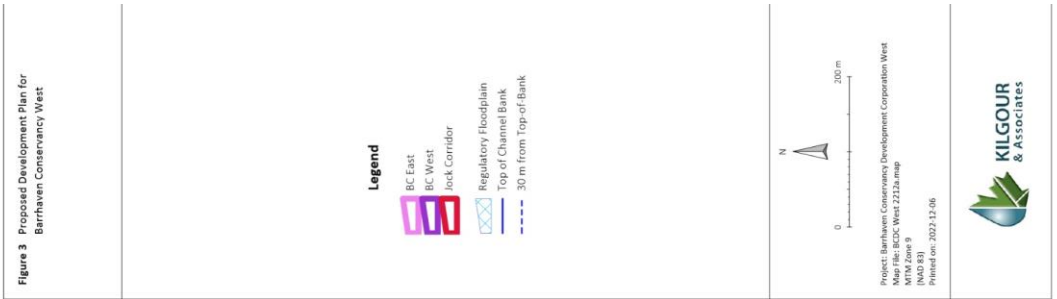 Figure 3 Proposed Development Plan for
Barrhaven Conservancy West
Legend
BC East
BC West
Jock Corridor
Regulatory Floodplain
Top of Channel Bank
30 m from Top-of-Bank
N
0 200 m
Project: Barrhaven Conservancy Development Corporation West
Map File: BCDC West 2212a.map
MTM Zone 9
(NAD 83)
Printed on: 2022-12-06
KILGOUR
& Associates